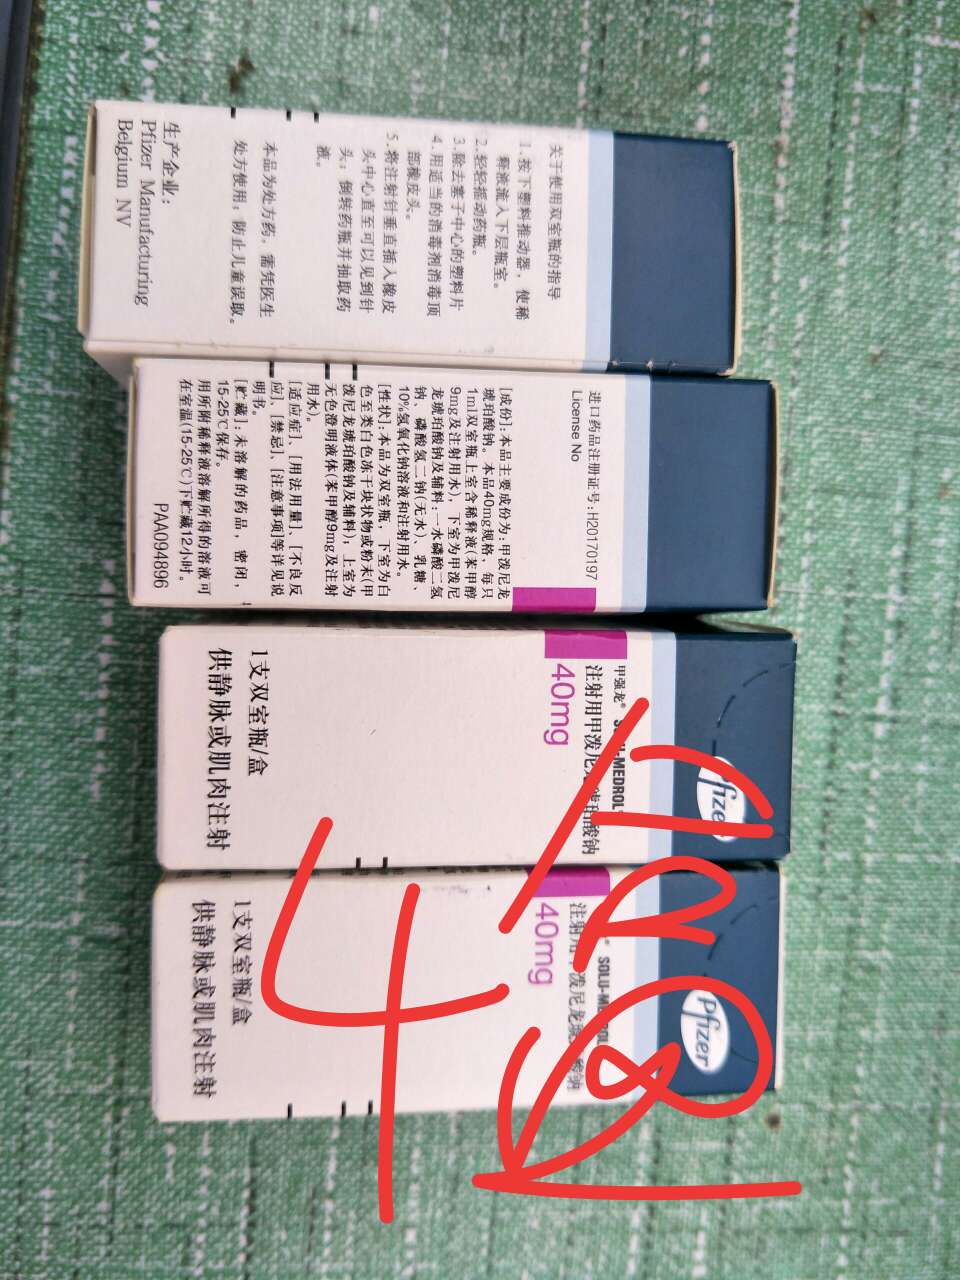 关于使用双室瓶的指导
1.按下塑料推动器，使稀
释液流入下层瓶室。
2.轻轻摇动药瓶。
3.除去塞子中心的塑料片
4.用适当的消毒剂消毒顶
部橡皮头。
5.将注射针垂直插入橡皮
头中心直至可以见到针
头；倒转药瓶并抽取药
液。
本品为处方药，需凭医生
处方使用；防止儿童误取。
生产企业：
Pfizer Manufacturing
Belgium NV
进口药品注册证号:H20170197
License No
[成份]:本品主要成份为:甲泼尼龙
琥珀酸钠。本品40mg规格，每只
1ml双室瓶上室含稀释液(苯甲醇
9mg及注射用水)，下室为甲泼尼
龙琥珀酸钠及辅料:一水磷酸二氢
钠、磷酸氢二钠(无水)、乳糖、
10%氢氧化钠溶液和注射用水。
[性状]:本品为双室瓶，下室为白
色至类白色冻干块状物或粉末(甲
泼尼龙琥珀酸钠及辅料)，上室为
无色澄明液体(苯甲醇9mg及注射
用水)。
[适应症]、[用法用量]、[不良反
应]、[禁忌]、[注意事项]等详见说
明书。
[贮藏]:未溶解的药品，密闭，
15-25℃保存。
用所附稀释液溶解所得的溶液可
在室温(15-25℃)下贮藏12小时。
PAA094896
Pfizer
甲强龙® SOLU-MEDROL
注射用甲泼尼龙琥珀酸钠
40mg
1支双室瓶/盒
供静脉或肌肉注射
Pfizer
® SOLU-MEDROL
注射用甲泼尼龙琥珀酸钠
40mg
1支双室瓶/盒
供静脉或肌肉注射
4